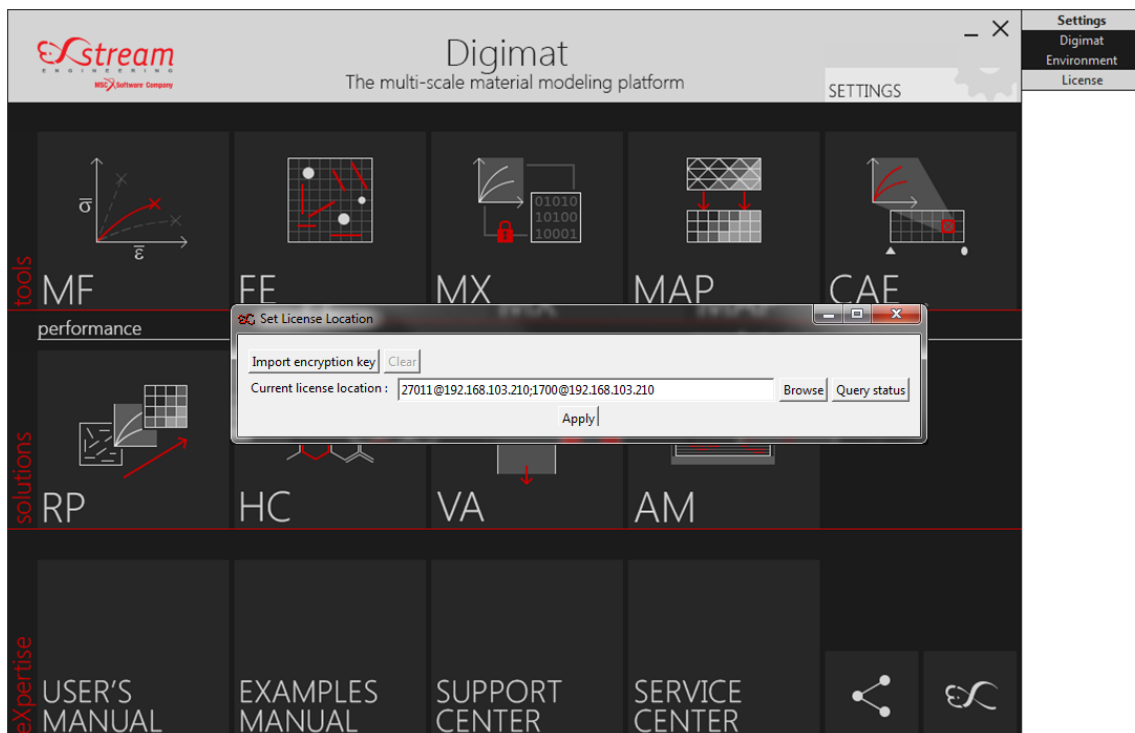 eXstream
ENGINEERING
MSC Software Company
Digimat
The multi-scale material modeling platform
SETTINGS
Settings
Digimat
Environment
License
tools
σ
ε
01010
10100
10001
MF
FE
MX
MAP
CAE
performance
Set License Location
Import encryption key
Clear
Current license location :
27011@192.168.103.210;1700@192.168.103.210
Browse
Query status
Apply
solutions
RP
HC
VA
AM
eXpertise
USER'S
MANUAL
EXAMPLES
MANUAL
SUPPORT
CENTER
SERVICE
CENTER